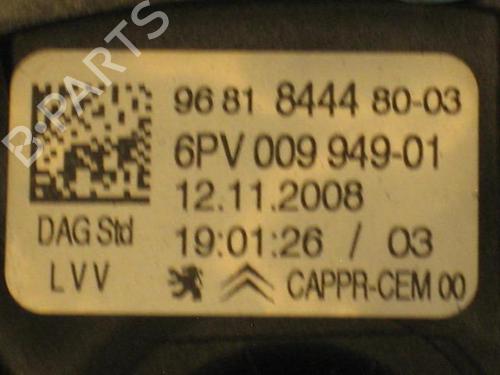 B-PARTS
96 81 8444 80-03
6PV 009 949-01
12.11.2008
DAG Std
19:01:26 / 03
LVV
CAPPR-CEM 00